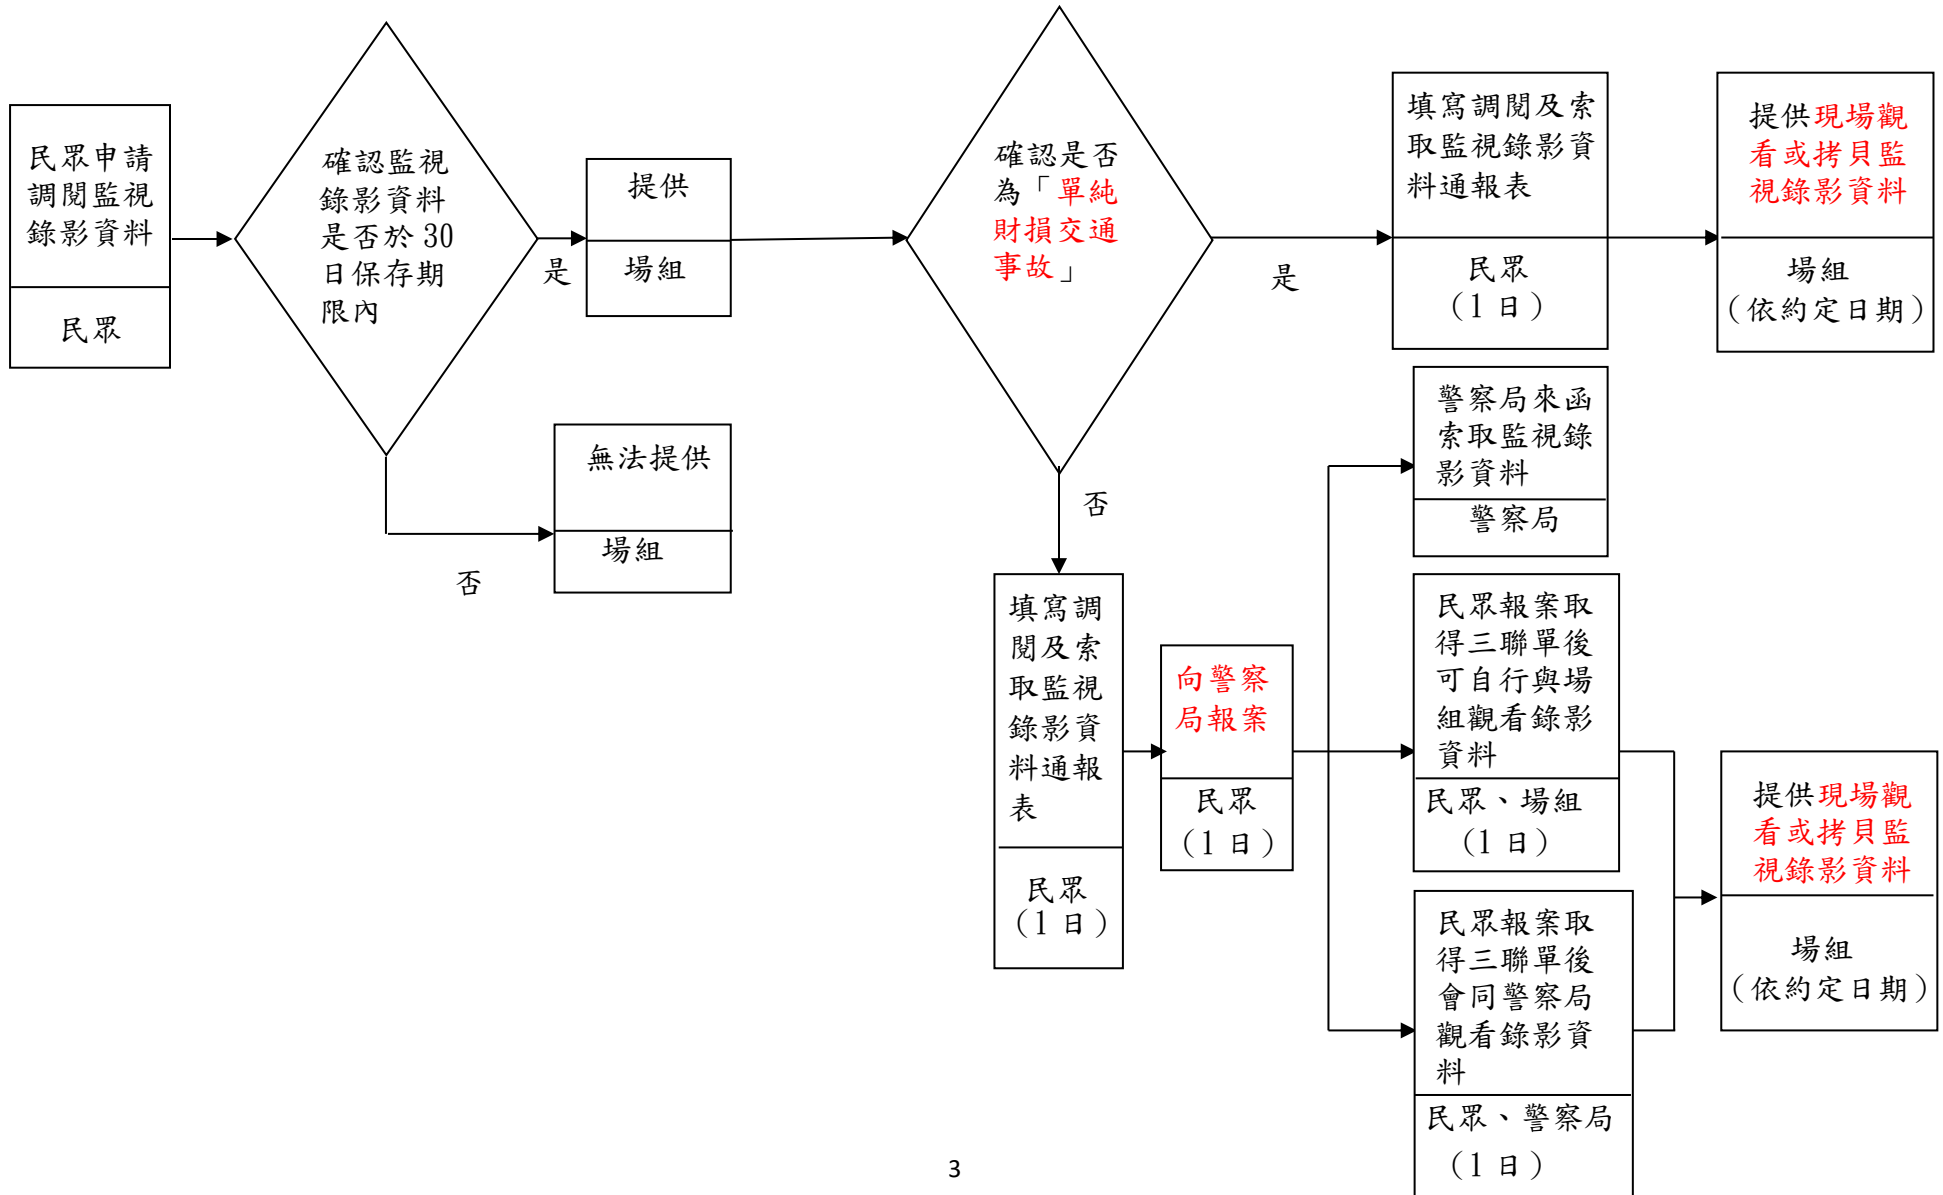 民眾申請
調閱監視
錄影資料
民眾
確認監視
錄影資料
是否於 30
日保存期
限內
是
提供
場組
否
無法提供
場組
確認是否
為「單純
財損交通
事故」
是
填寫調閱及索
取監視錄影資
料通報表
民眾
(1 日)
提供現場觀
看或拷貝監
視錄影資料
場組
(依約定日期)
否
填寫調
閱及索
取監視
錄影資
料通報
表
民眾
(1 日)
向警察
局報案
民眾
(1 日)
警察局來函
索取監視錄
影資料
警察局
民眾報案取
得三聯單後
可自行與場
組觀看錄影
資料
民眾、場組
(1 日)
民眾報案取
得三聯單後
會同警察局
觀看錄影資
料
民眾、警察局
(1 日)
提供現場觀
看或拷貝監
視錄影資料
場組
(依約定日期)
3